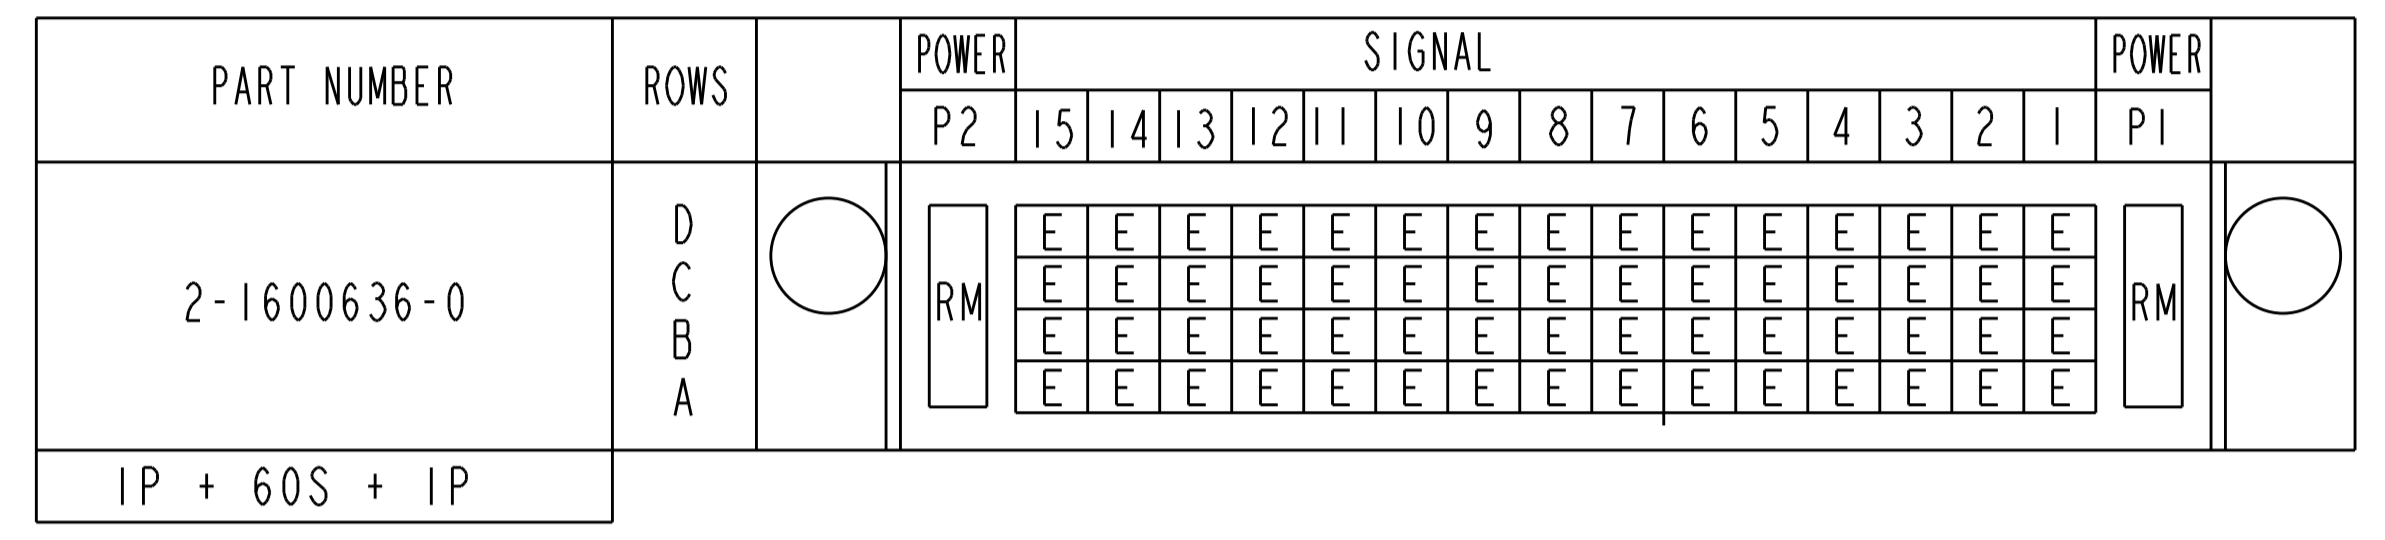 PART NUMBER ROWS POWER SIGNAL POWER
P2 15 14 13 12 11 10 9 8 7 6 5 4 3 2 1 P1
D E E E E E E E E E E E E E E E
C E E E E E E E E E E E E E E E
2-1600636-0 RM RM
B E E E E E E E E E E E E E E E
A E E E E E E E E E E E E E E E
1P + 60S + 1P